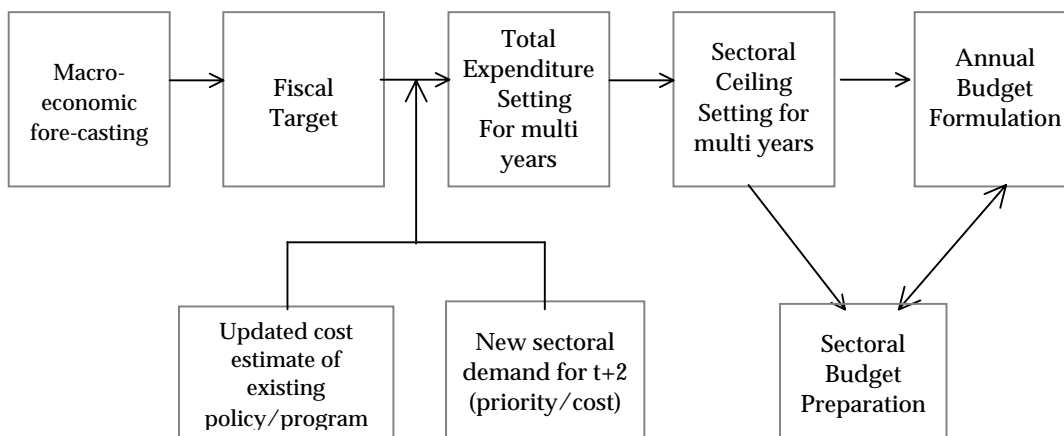 Macro-
economic
fore-casting
Fiscal
Target
Total
Expenditure
Setting
For multi
years
Sectoral
Ceiling
Setting for
multi years
Annual
Budget
Formulation
Updated cost
estimate of
existing
policy/program
New sectoral
demand for t+2
(priority/cost)
Sectoral
Budget
Preparation